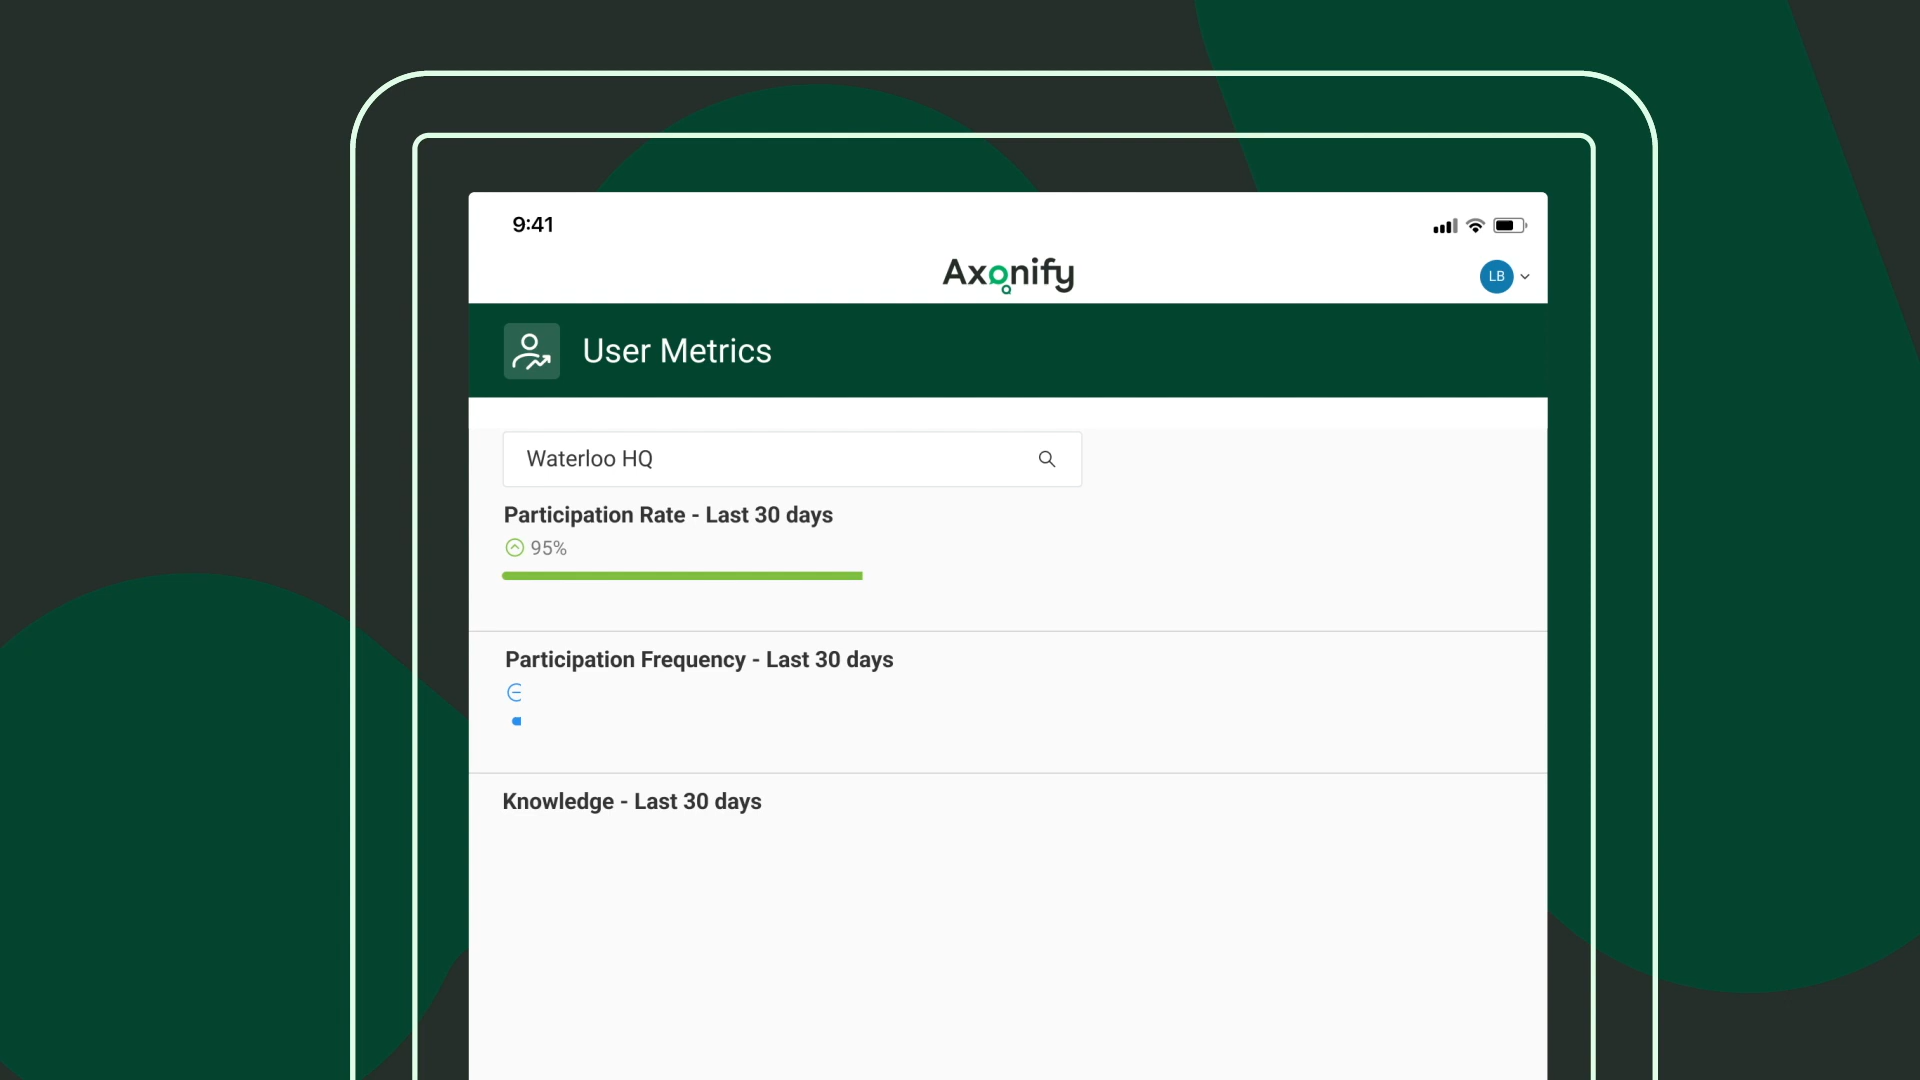 9:41
Axonify
LB
User Metrics
Waterloo HQ
Participation Rate - Last 30 days
95%
Participation Frequency - Last 30 days
Knowledge - Last 30 days